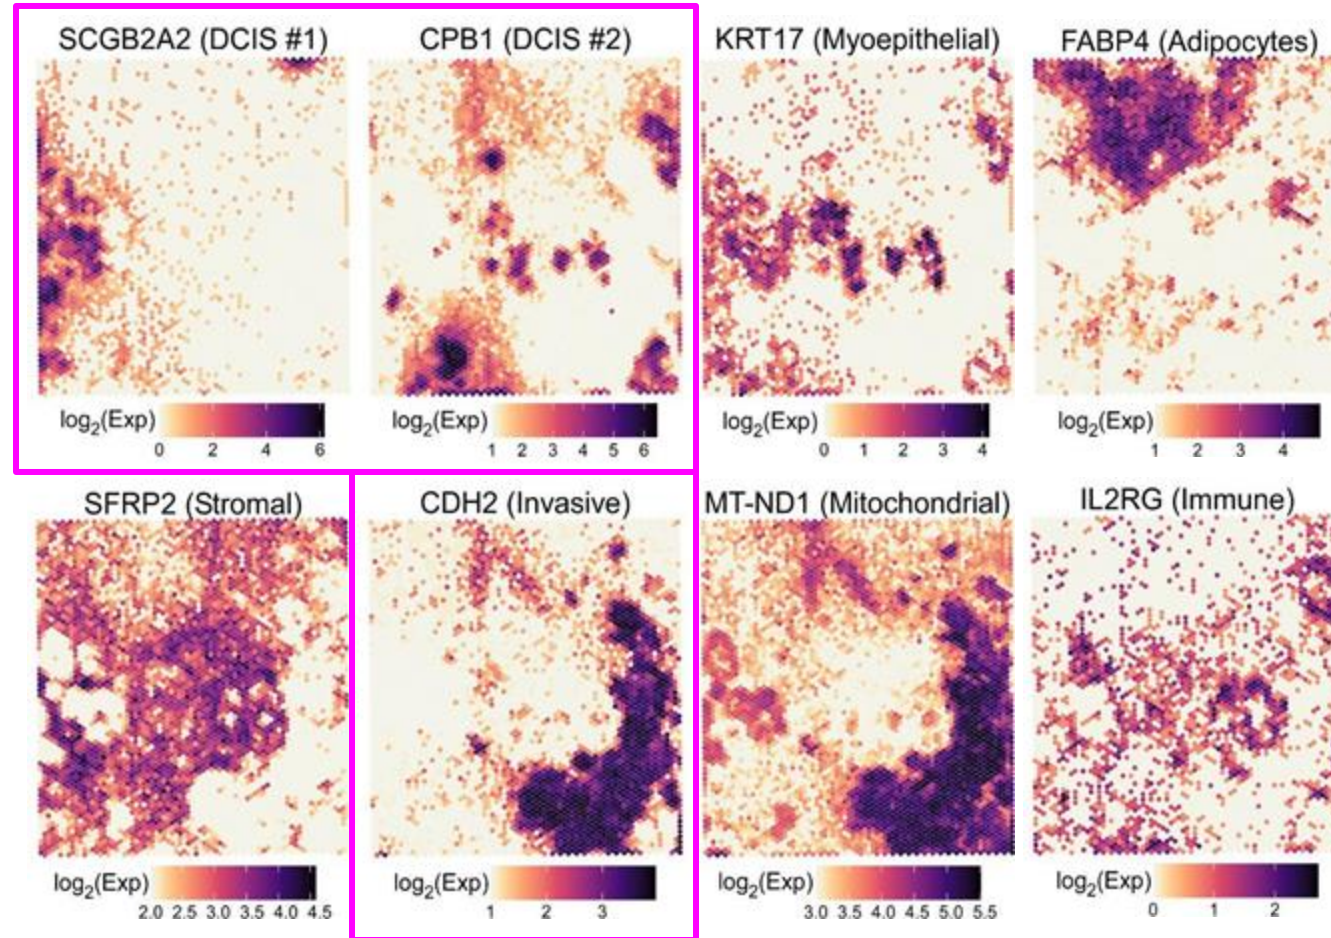 SCGB2A2 (DCIS #1) CPB1 (DCIS #2) KRT17 (Myoepithelial) FABP4 (Adipocytes)
log2(Exp) log2(Exp) log2(Exp) log2(Exp)
0 2 4 6 1 2 3 4 5 6 0 1 2 3 4 1 2 3 4
SFRP2 (Stromal) CDH2 (Invasive) MT-ND1 (Mitochondrial) IL2RG (Immune)
log2(Exp) log2(Exp) log2(Exp) log2(Exp)
2.0 2.5 3.0 3.5 4.0 4.5 1 2 3 3.0 3.5 4.0 4.5 5.0 5.5 0 1 2